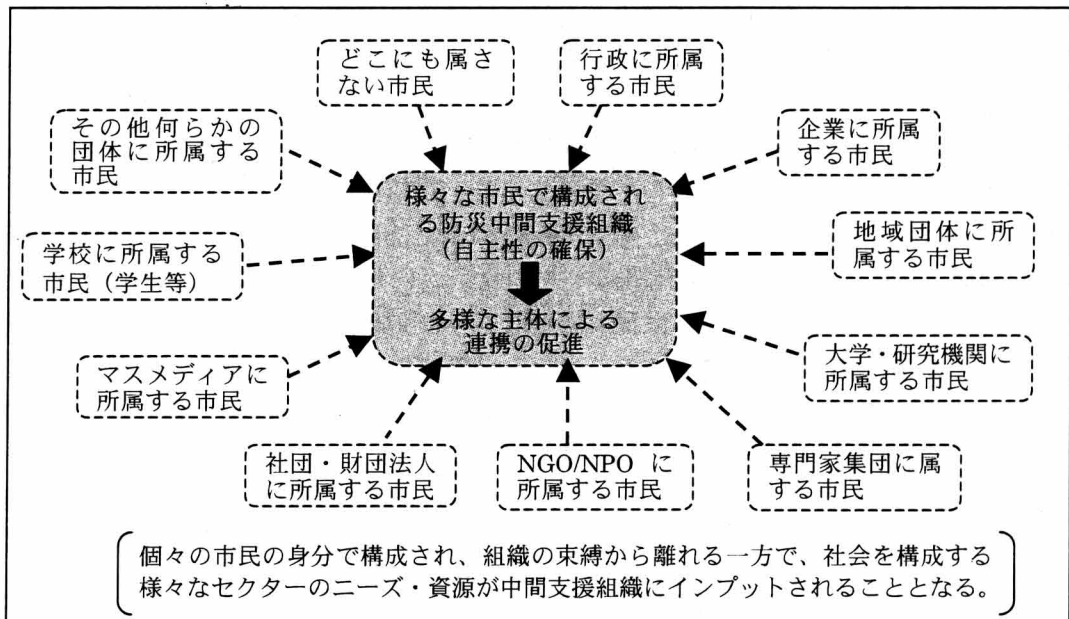 どこにも属さ
ない市民
行政に所属
する市民
その他何らかの
団体に所属する
市民
企業に所属
する市民
様々な市民で構成され
る防災中間支援組織
（自主性の確保）
多様な主体による
連携の促進
学校に所属する
市民（学生等）
地域団体に所
属する市民
マスメディアに
所属する市民
大学・研究機関に
所属する市民
社団・財団法人
に所属する市民
NGO/NPO に
所属する市民
専門家集団に属
する市民
個々の市民の身分で構成され、組織の束縛から離れる一方で、社会を構成する
様々なセクターのニーズ・資源が中間支援組織にインプットされることとなる。